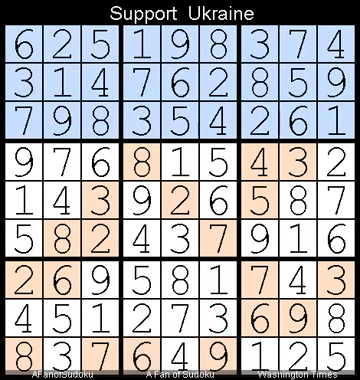 Support Ukraine
6 2 5 1 9 8 3 7 4
3 1 4 7 6 2 8 5 9
7 9 8 3 5 4 2 6 1
9 7 6 8 1 5 4 3 2
1 4 3 9 2 6 5 8 7
5 8 2 4 3 7 9 1 6
2 6 9 5 8 1 7 4 3
4 5 1 2 7 3 6 9 8
8 3 7 6 4 9 1 2 5
AFanofSudoku A Fan of Sudoku Washington Times